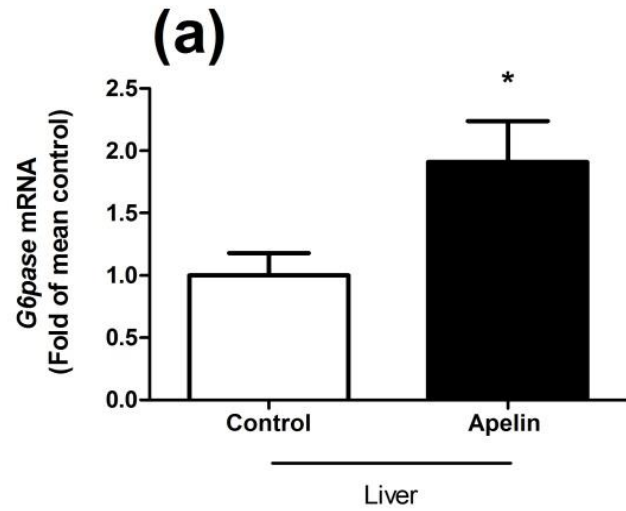 (a)
G6pase mRNA
(Fold of mean control)
2.5
2.0
1.5
1.0
0.5
0.0
*
Control Apelin
Liver